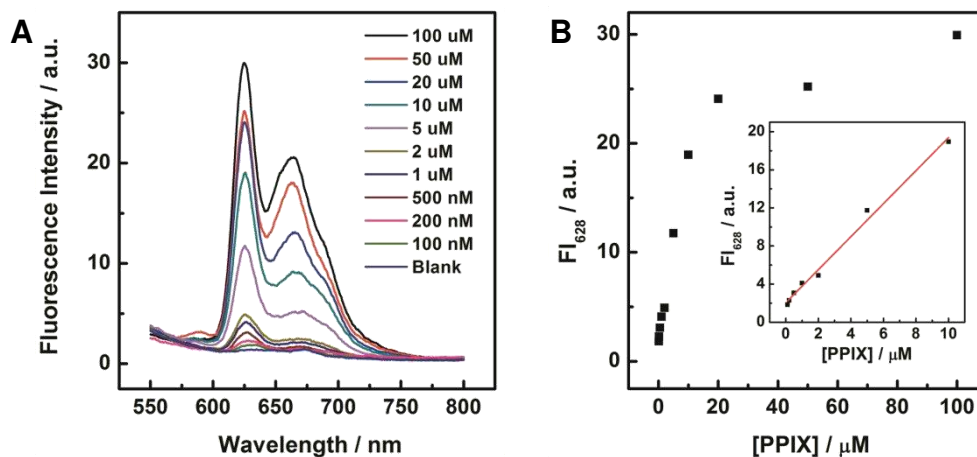 A
Fluorescence Intensity / a.u.
30
20
10
0
550
600
650
700
750
800
Wavelength / nm
100 uM
50 uM
20 uM
10 uM
5 uM
2 uM
1 uM
500 nM
200 nM
100 nM
Blank
B
FI628 / a.u.
30
25
20
15
10
5
0
0
20
40
60
80
100
[PPIX] / μM
FI628 / a.u.
20
16
12
8
4
0
0
2
4
6
8
10
[PPIX] / μM